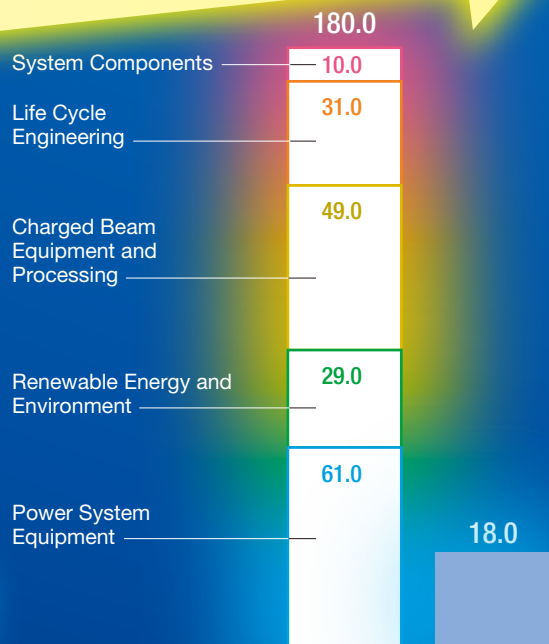 180.0
System Components
10.0
Life Cycle
Engineering
31.0
Charged Beam
Equipment and
Processing
49.0
Renewable Energy and
Environment
29.0
Power System
Equipment
61.0
18.0